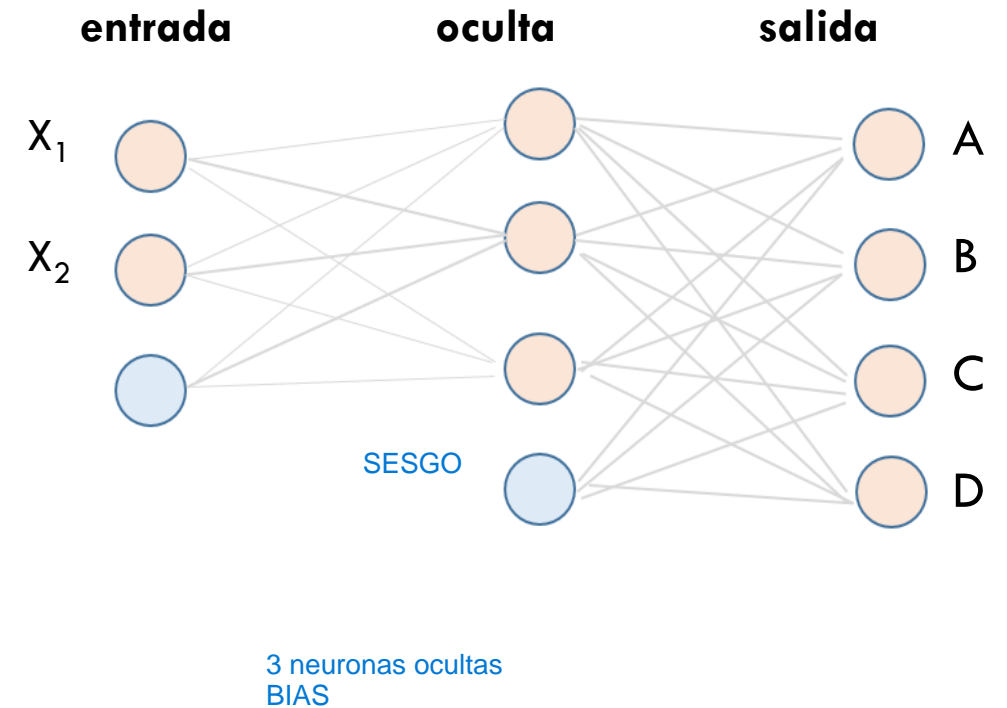 entrada oculta salida
X₁
A
X₂
B
C
SESGO
D
3 neuronas ocultas
BIAS